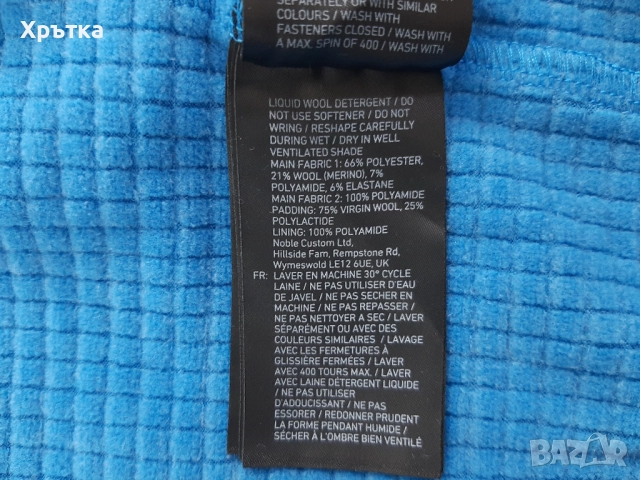 Хрътка
SEPARATELY OR WITH SIMILAR
COLOURS / WASH WITH
FASTENERS CLOSED / WASH WITH
A MAX. SPIN OF 400 / WASH WITH
LIQUID WOOL DETERGENT / DO
NOT USE SOFTENER / DO NOT
WRING / RESHAPE CAREFULLY
DURING WET / DRY IN WELL
VENTILATED SHADE
MAIN FABRIC 1: 66% POLYESTER,
21% WOOL (MERINO), 7%
POLYAMIDE, 6% ELASTANE
MAIN FABRIC 2: 100% POLYAMIDE
PADDING: 75% VIRGIN WOOL, 25%
POLYLACTIDE
LINING: 100% POLYAMIDE
Noble Custom Ltd,
Hillside Fam, Rempstone Rd,
Wymeswold LE12 6UE, UK
FR: LAVER EN MACHINE 30° CYCLE
LAINE / NE PAS UTILISER D'EAU
DE JAVEL / NE PAS SECHER EN
MACHINE / NE PAS REPASSER /
NE PAS NETTOYER A SEC / LAVER
SÉPARÉMENT OU AVEC DES
COULEURS SIMILAIRES / LAVAGE
AVEC LES FERMETURES À
GLISSIÈRE FERMÉES / LAVER
AVEC 400 TOURS MAX. / LAVER
AVEC LAINE DÉTERGENT LIQUIDE
/ NE PAS UTILISER
D'ADOUCISSANT / NE PAS
ESSORER / REDONNER PRUDENT
LA FORME PENDANT HUMIDE /
SÉCHER À L'OMBRE BIEN VENTILÉ
BAZAR